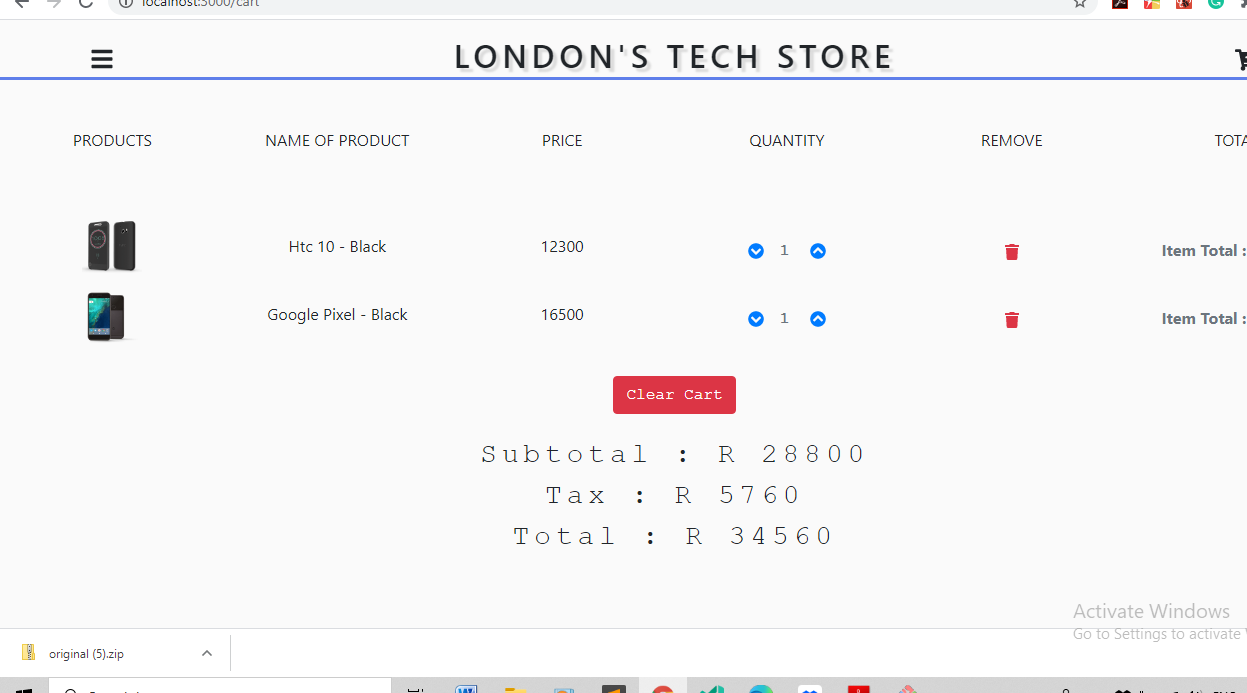 localhost:3000/cart
LONDON'S TECH STORE
PRODUCTS NAME OF PRODUCT PRICE QUANTITY REMOVE
Htc 10 - Black 12300 1 Item Total :
Google Pixel - Black 16500 1 Item Total :
Clear Cart
Subtotal : R 28800
Tax : R 5760
Total : R 34560
Activate Windows
Go to Settings to activate
original (5).zip